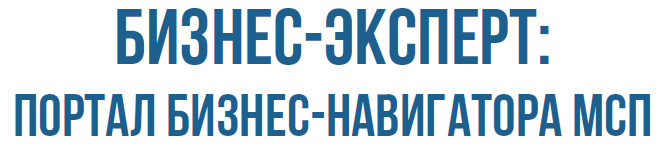 БИЗНЕС-ЭКСПЕРТ:
ПОРТАЛ БИЗНЕС-НАВИГАТОРА МСП